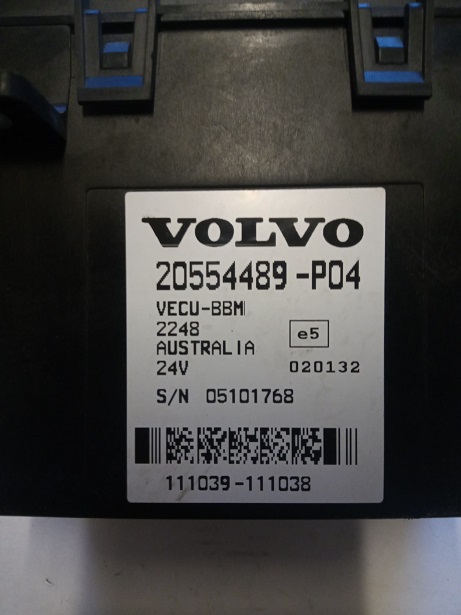 VOLVO
20554489-P04
VECU-BBM
2248
e5
AUSTRALIA
24V 020132
S/N 05101768
111039-111038